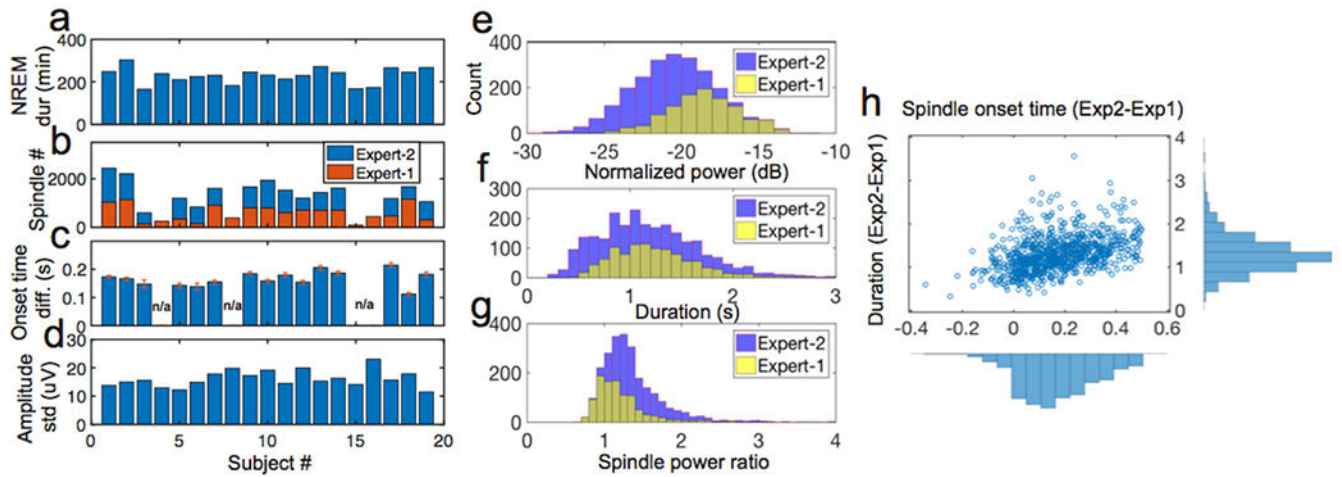 a
NREM
dur (min)
400
200
0
b
Spindle #
2000
0
Expert-2
Expert-1
c
Onset time
diff. (s)
0.2
0.1
0
n/a
n/a
n/a
d
Amplitude
std (uV)
30
20
10
0
0 5 10 15 20
Subject #
e
Count
400
200
0
Expert-2
Expert-1
-30 -25 -20 -15 -10
Normalized power (dB)
f
300
200
100
0
Expert-2
Expert-1
0 1 2 3
Duration (s)
g
400
200
0
Expert-2
Expert-1
0 1 2 3 4
Spindle power ratio
h
Spindle onset time (Exp2-Exp1)
Duration (Exp2-Exp1)
4
3
2
1
0
-0.4 -0.2 0 0.2 0.4 0.6